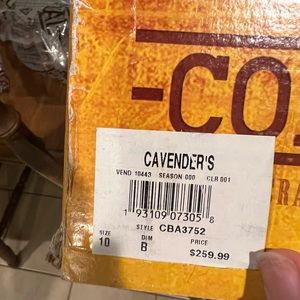 -CO
TRA
CAVENDER'S
VEND 10443 SEASON 000 CLR 001
1 93109 07305 8
STYLE CBA3752
SIZE DIM PRICE
10 B $259.99